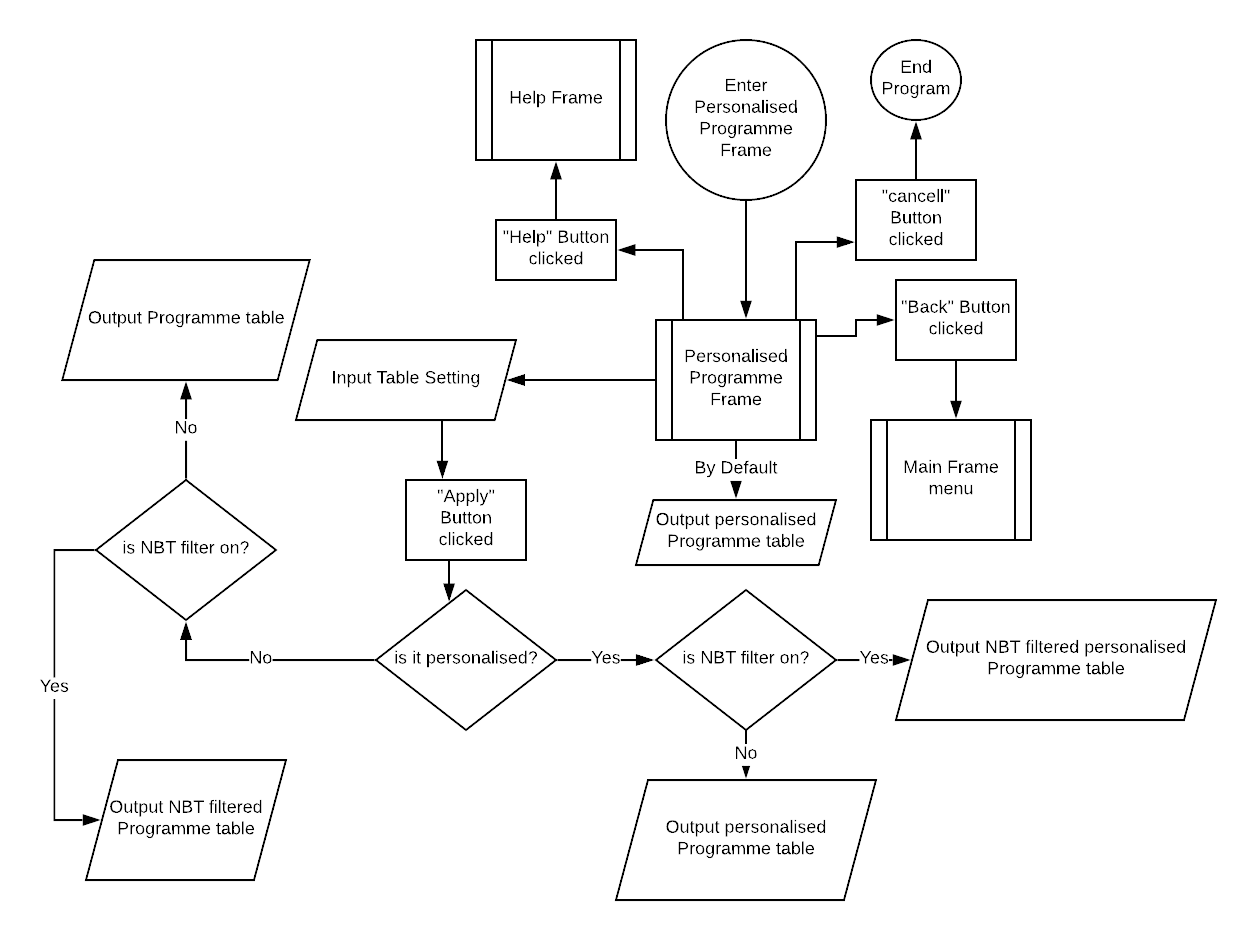 Help Frame
Enter
Personalised
Programme
Frame
End
Program
"cancell"
Button
clicked
"Help" Button
clicked
"Back" Button
clicked
Output Programme table
Input Table Setting
Personalised
Programme
Frame
No
By Default
Main Frame
menu
"Apply"
Button
clicked
Output personalised
Programme table
is NBT filter on?
is it personalised?
No
Yes
is NBT filter on?
Yes
Output NBT filtered personalised
Programme table
Yes
No
Output NBT filtered
Programme table
Output personalised
Programme table